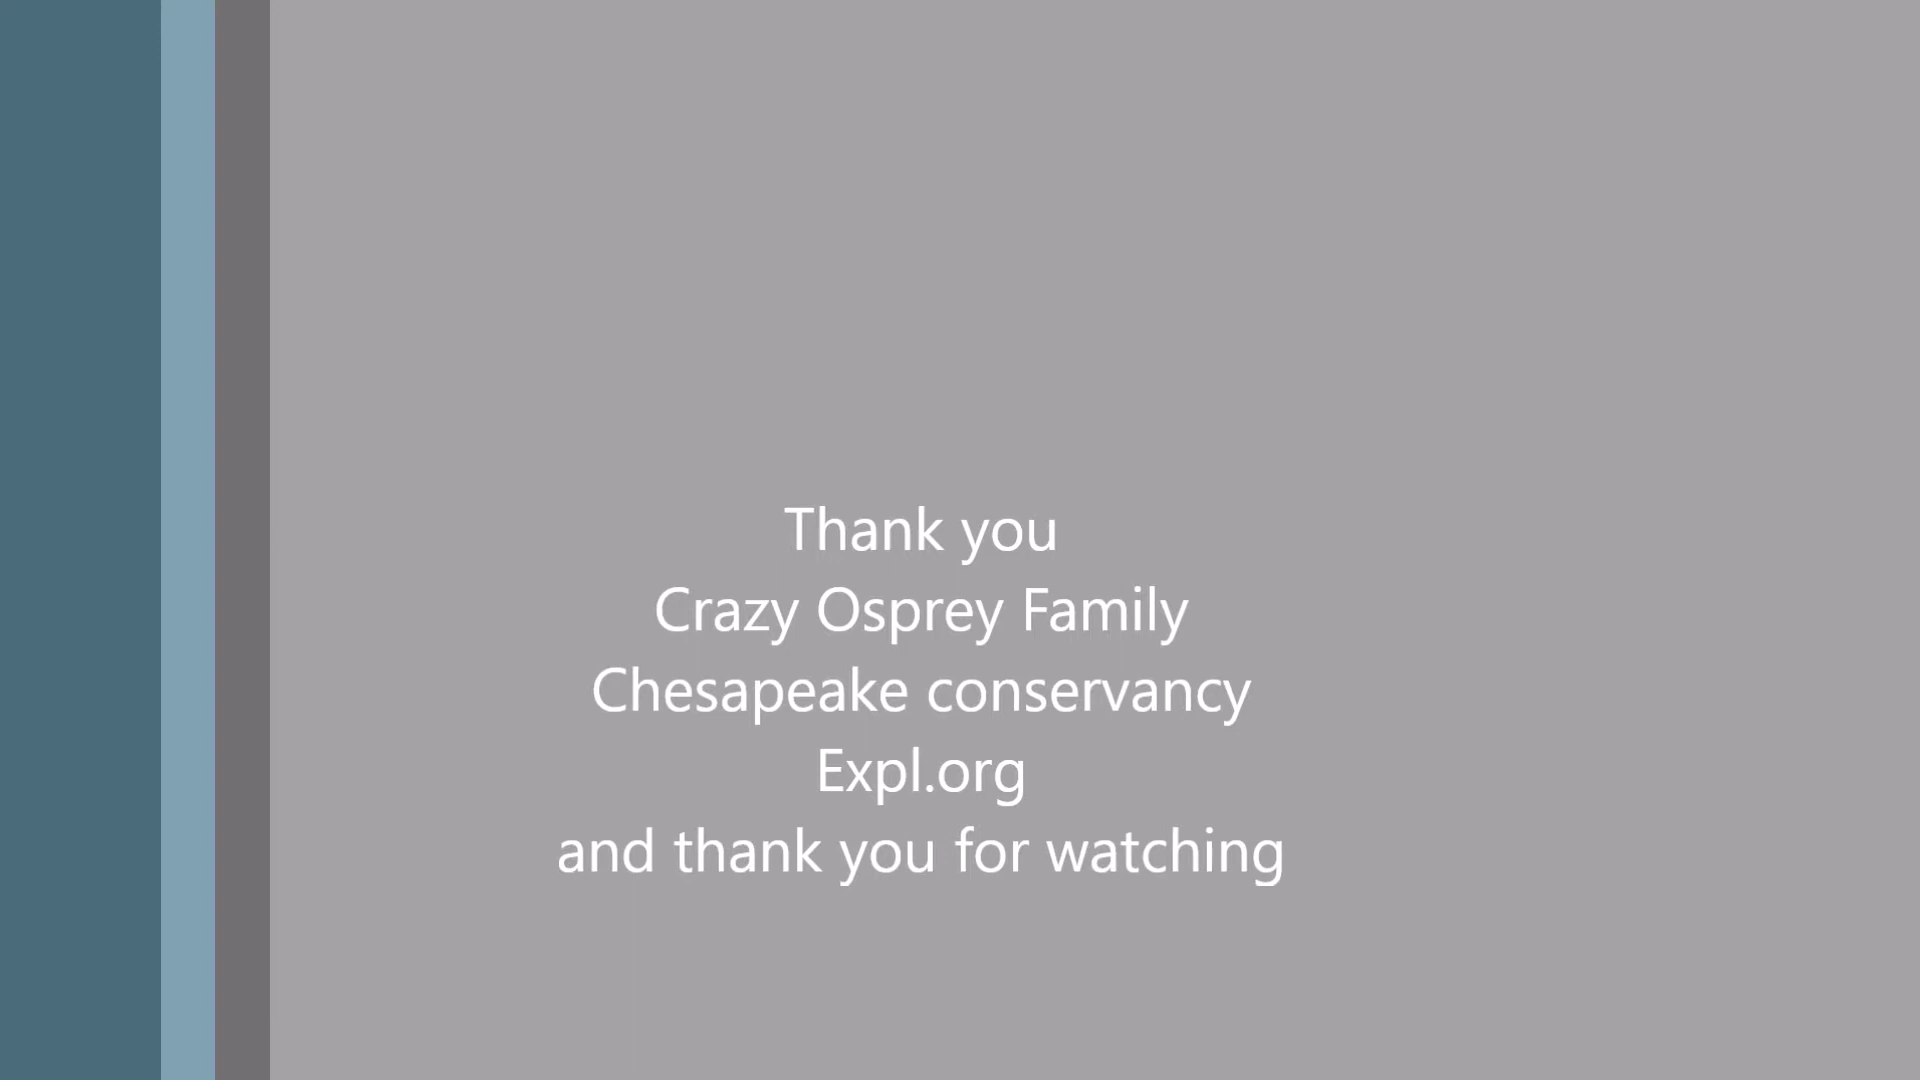 Thank you
Crazy Osprey Family
Chesapeake conservancy
Expl.org
and thank you for watching